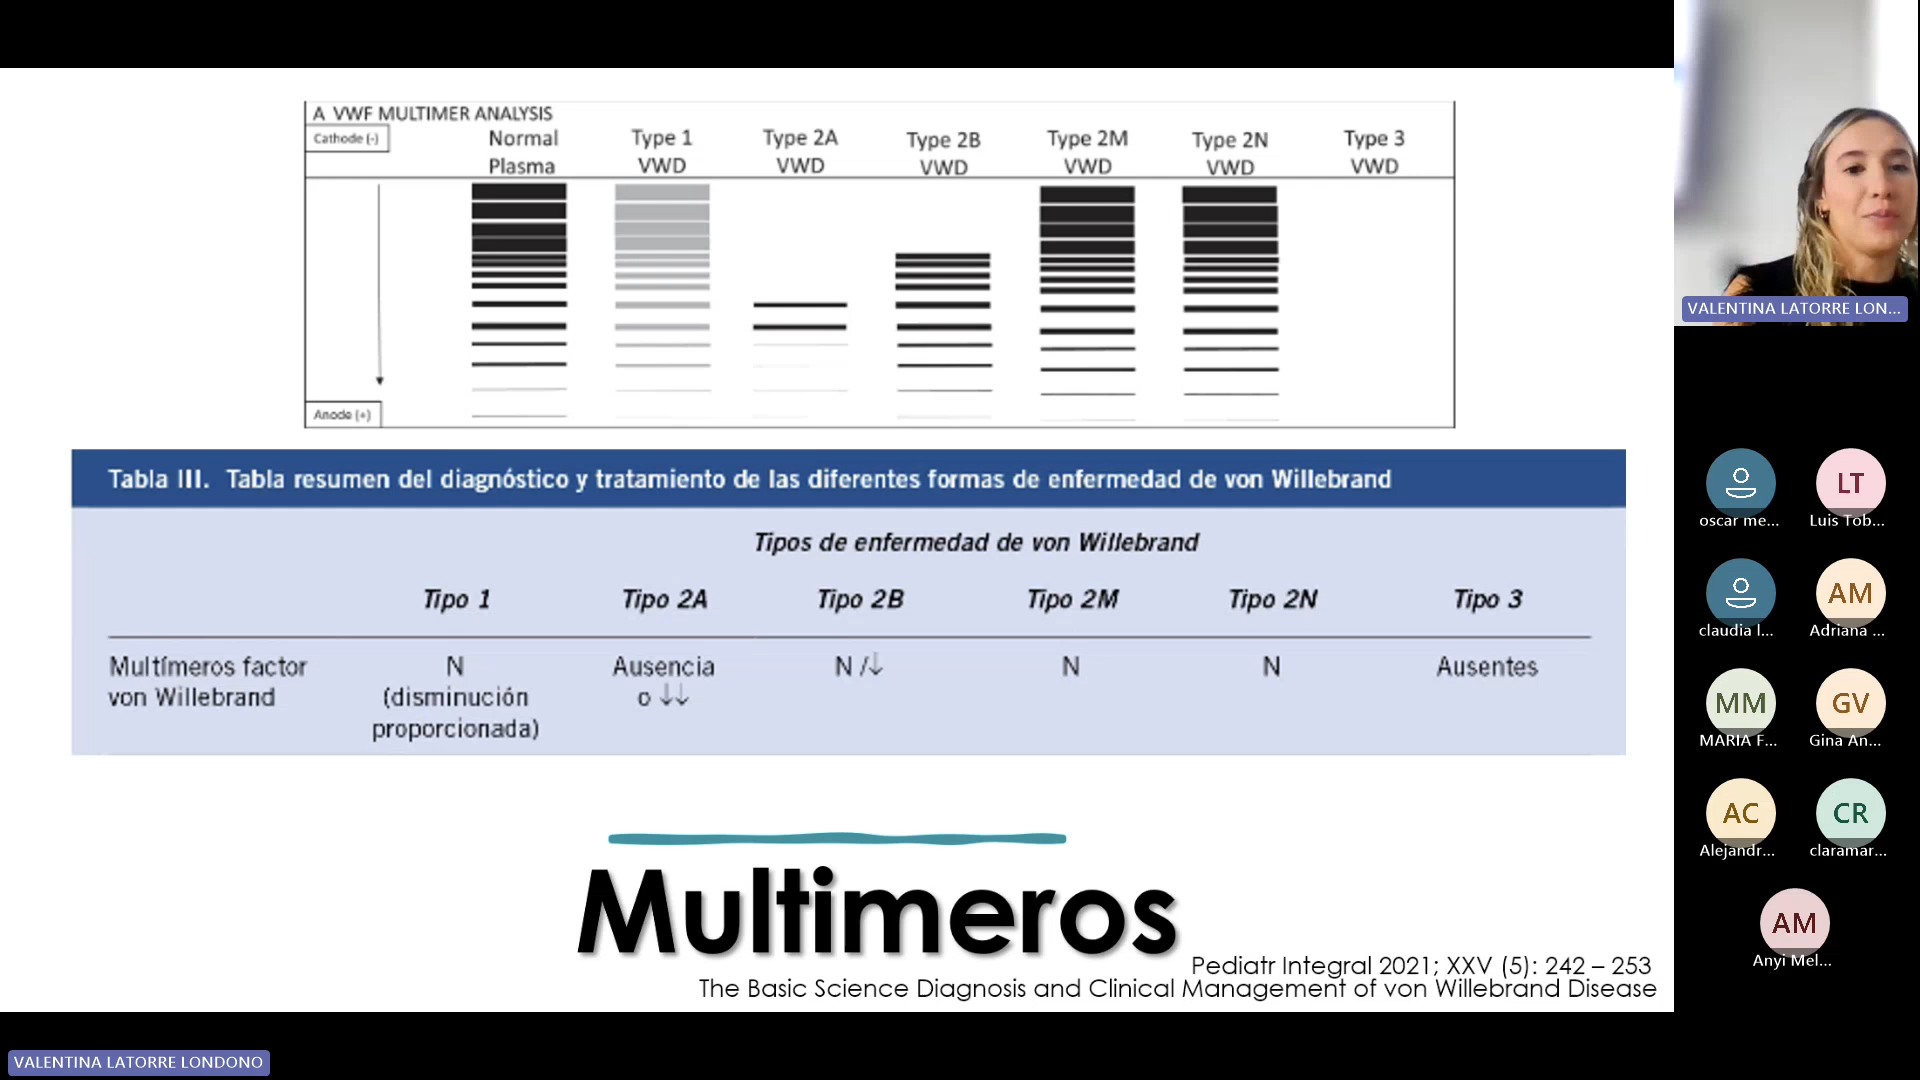 A VWF MULTIMER ANALYSIS
Cathode (-)
Normal Plasma
Type 1 VWD
Type 2A VWD
Type 2B VWD
Type 2M VWD
Type 2N VWD
Type 3 VWD
Anode (+)
Tabla III. Tabla resumen del diagnóstico y tratamiento de las diferentes formas de enfermedad de von Willebrand
Tipos de enfermedad de von Willebrand
Tipo 1 Tipo 2A Tipo 2B Tipo 2M Tipo 2N Tipo 3
Multímeros factor N Ausencia N /↓ N N Ausentes
von Willebrand (disminución o ↓↓
proporcionada)
Multimeros
Pediatr Integral 2021; XXV (5): 242 – 253
The Basic Science Diagnosis and Clinical Management of von Willebrand Disease
VALENTINA LATORRE LON...
oscar me...
LT
Luis Tob...
claudia l...
AM
Adriana ...
MM
MARIA F...
GV
Gina An...
AC
Alejandr...
CR
claramar...
AM
Anyi Mel...
VALENTINA LATORRE LONDONO